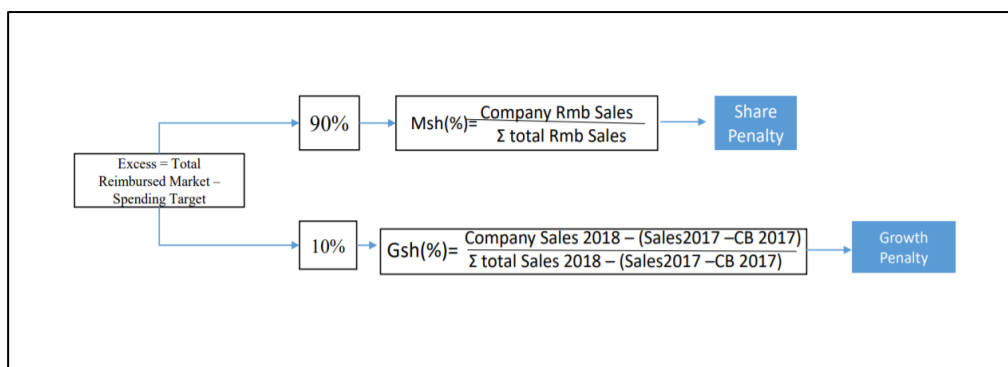 90%
Msh(%)=
Company Rmb Sales
Σ total Rmb Sales
Share
Penalty
Excess = Total
Reimbursed Market –
Spending Target
10%
Gsh(%)=
Company Sales 2018 – (Sales2017 –CB 2017)
Σ total Sales 2018 – (Sales2017 –CB 2017)
Growth
Penalty